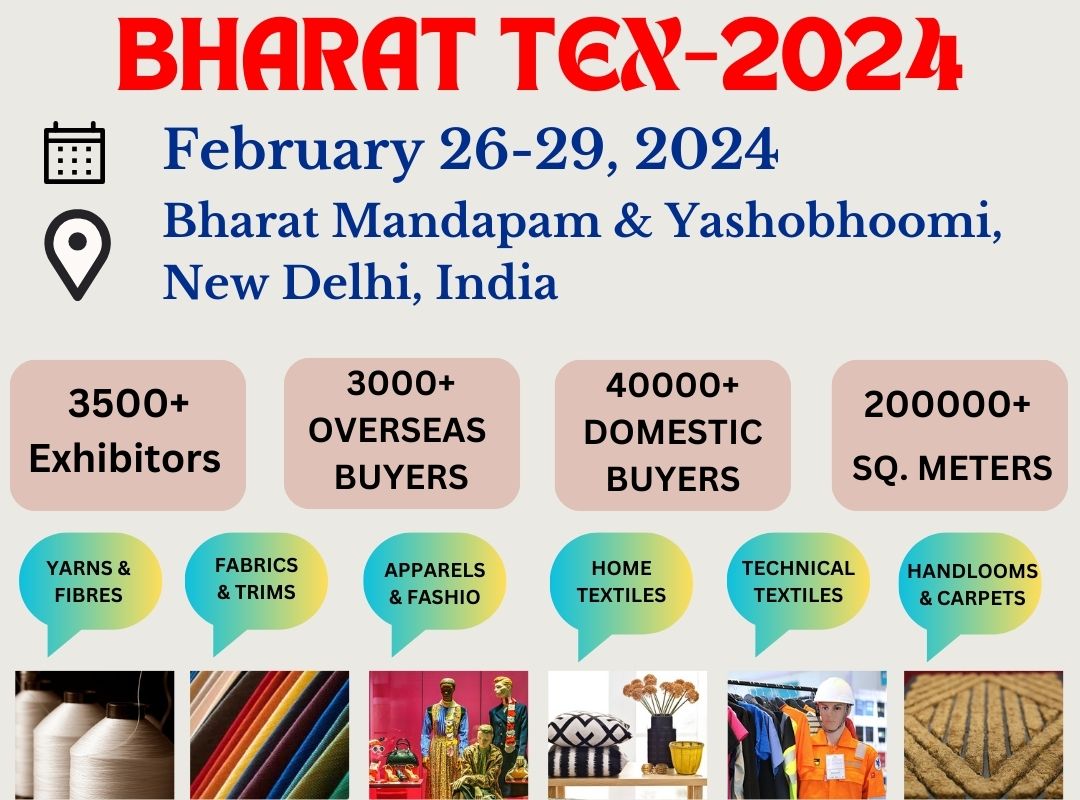 BHARAT TEX-2024
February 26-29, 2024
Bharat Mandapam & Yashobhoomi,
New Delhi, India
3500+
Exhibitors
3000+
OVERSEAS
BUYERS
40000+
DOMESTIC
BUYERS
200000+
SQ. METERS
YARNS &
FIBRES
FABRICS
& TRIMS
APPARELS
& FASHIO
HOME
TEXTILES
TECHNICAL
TEXTILES
HANDLOOMS
& CARPETS